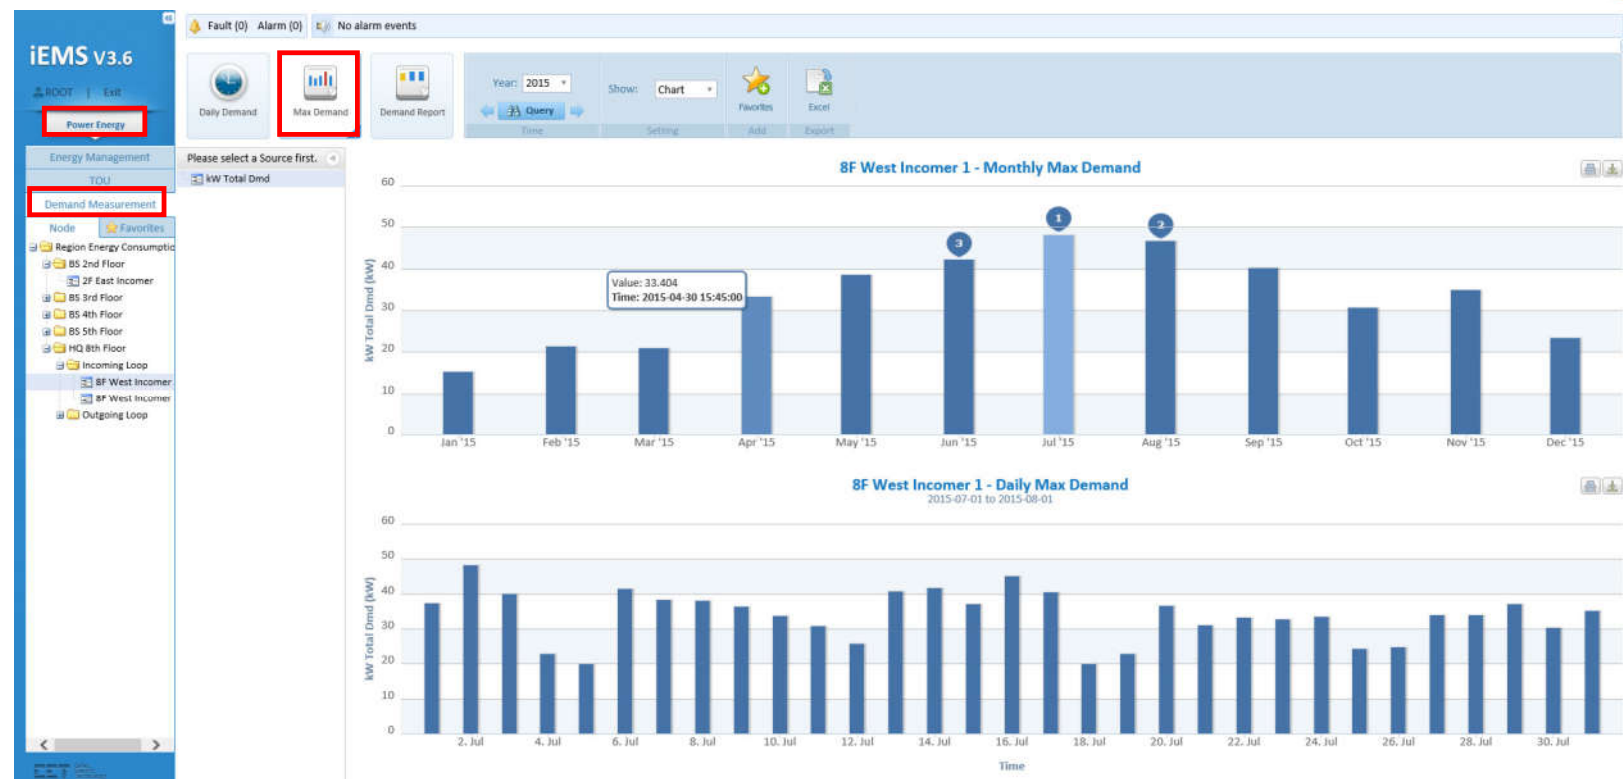 Fault (0) Alarm (0) No alarm events
iEMS V3.6
ROOT | Exit
Power Energy
Energy Management
TOU
Demand Measurement
Node Favorites
Region Energy Consumptio
BS 2nd Floor
2F East Incomer
BS 3rd Floor
BS 4th Floor
BS 5th Floor
HQ 8th Floor
Incoming Loop
8F West Incomer
8F West Incomer
Outgoing Loop
Daily Demand
Max Demand
Demand Report
Year: 2015
Query
Time
Show: Chart
Setting
Favorites
Add
Excel
Export
Please select a Source first.
kW Total Dmd
8F West Incomer 1 - Monthly Max Demand
kW Total Dmd (kW)
60
50
40
30
20
10
0
3
1
2
Value: 33.404
Time: 2015-04-30 15:45:00
Jan '15 Feb '15 Mar '15 Apr '15 May '15 Jun '15 Jul '15 Aug '15 Sep '15 Oct '15 Nov '15 Dec '15
8F West Incomer 1 - Daily Max Demand
2015-07-01 to 2015-08-01
kW Total Dmd (kW)
60
50
40
30
20
10
0
2. Jul 4. Jul 6. Jul 8. Jul 10. Jul 12. Jul 14. Jul 16. Jul 18. Jul 20. Jul 22. Jul 24. Jul 26. Jul 28. Jul 30. Jul
Time